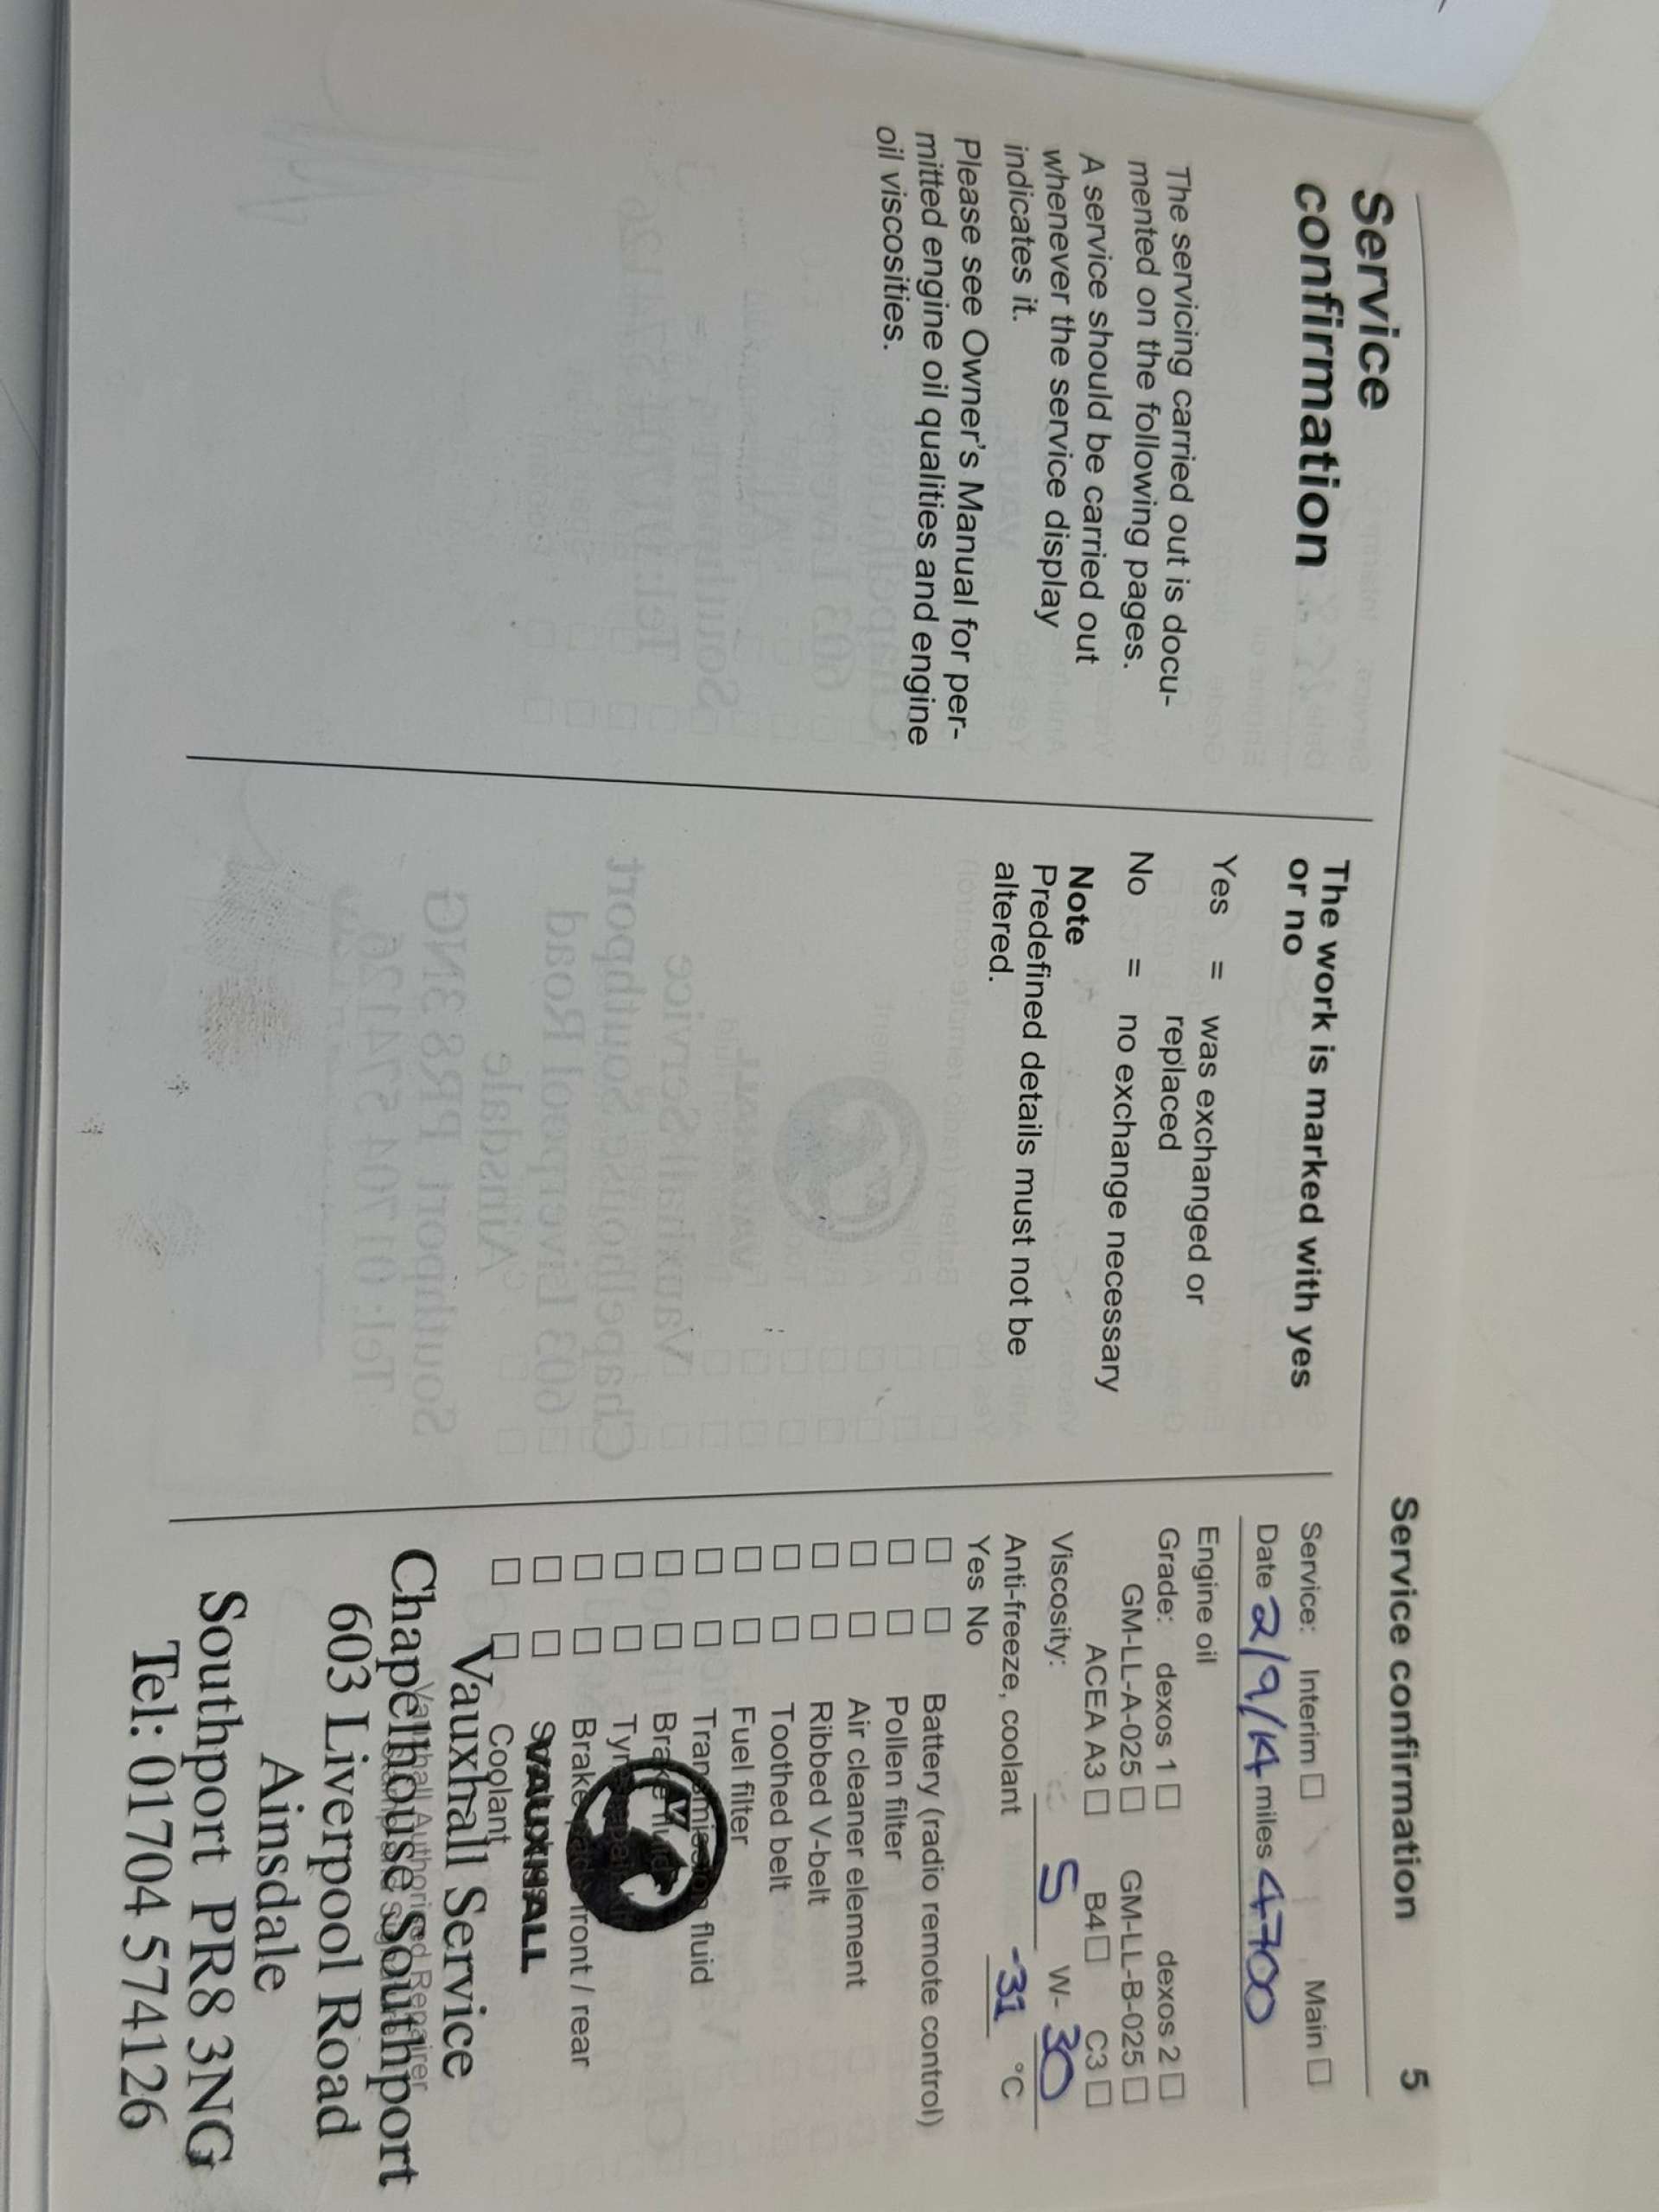 Service confirmation 5
Service
confirmation
The servicing carried out is docu-
mented on the following pages.
A service should be carried out
whenever the service display
indicates it.
Please see Owner's Manual for per-
mitted engine oil qualities and engine
oil viscosities.
The work is marked with yes
or no
Yes = was exchanged or
replaced
No = no exchange necessary
Note
Predefined details must not be
altered.
Service: Interim ☐ Main ☐
Date 2/9/14 miles 4700
Engine oil
Grade: dexos 1 ☐ dexos 2 ☐
GM-LL-A-025 ☐ GM-LL-B-025 ☐
ACEA A3 ☐ B4 ☐ C3 ☐
Viscosity: 5 W- 30
Anti-freeze, coolant -31 °C
Yes No
☐ ☐ Battery (radio remote control)
☐ ☐ Pollen filter
☐ ☐ Air cleaner element
☐ ☐ Ribbed V-belt
☐ ☐ Toothed belt
☐ ☐ Fuel filter
☐ ☐ Transmission fluid
☐ ☐ Brake fluid
☐ ☐ Tyre
☐ ☐ Brake front / rear
☐ ☐ VAUXHALL
☐ ☐ Coolant
Vauxhall Service
Vauxhall Authorised Repairer
Chapelhouse Southport
603 Liverpool Road
Ainsdale
Southport PR8 3NG
Tel: 01704 574126